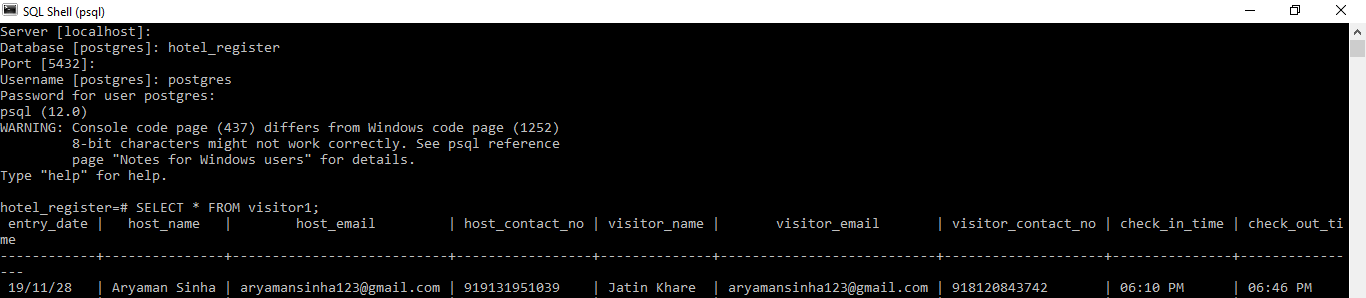 SQL Shell (psql)
Server [localhost]:
Database [postgres]: hotel_register
Port [5432]:
Username [postgres]: postgres
Password for user postgres:
psql (12.0)
WARNING: Console code page (437) differs from Windows code page (1252)
         8-bit characters might not work correctly. See psql reference
         page "Notes for Windows users" for details.
Type "help" for help.
hotel_register=# SELECT * FROM visitor1;
 entry_date |   host_name   |        host_email         | host_contact_no | visitor_name |       visitor_email       | visitor_contact_no | check_in_time | check_out_ti
me
------------+---------------+---------------------------+-----------------+--------------+---------------------------+--------------------+---------------+-------------
---
 19/11/28   | Aryaman Sinha | aryamansinha123@gmail.com | 919131951039    | Jatin Khare  | aryamansinha123@gmail.com | 918120843742       | 06:10 PM      | 06:46 PM